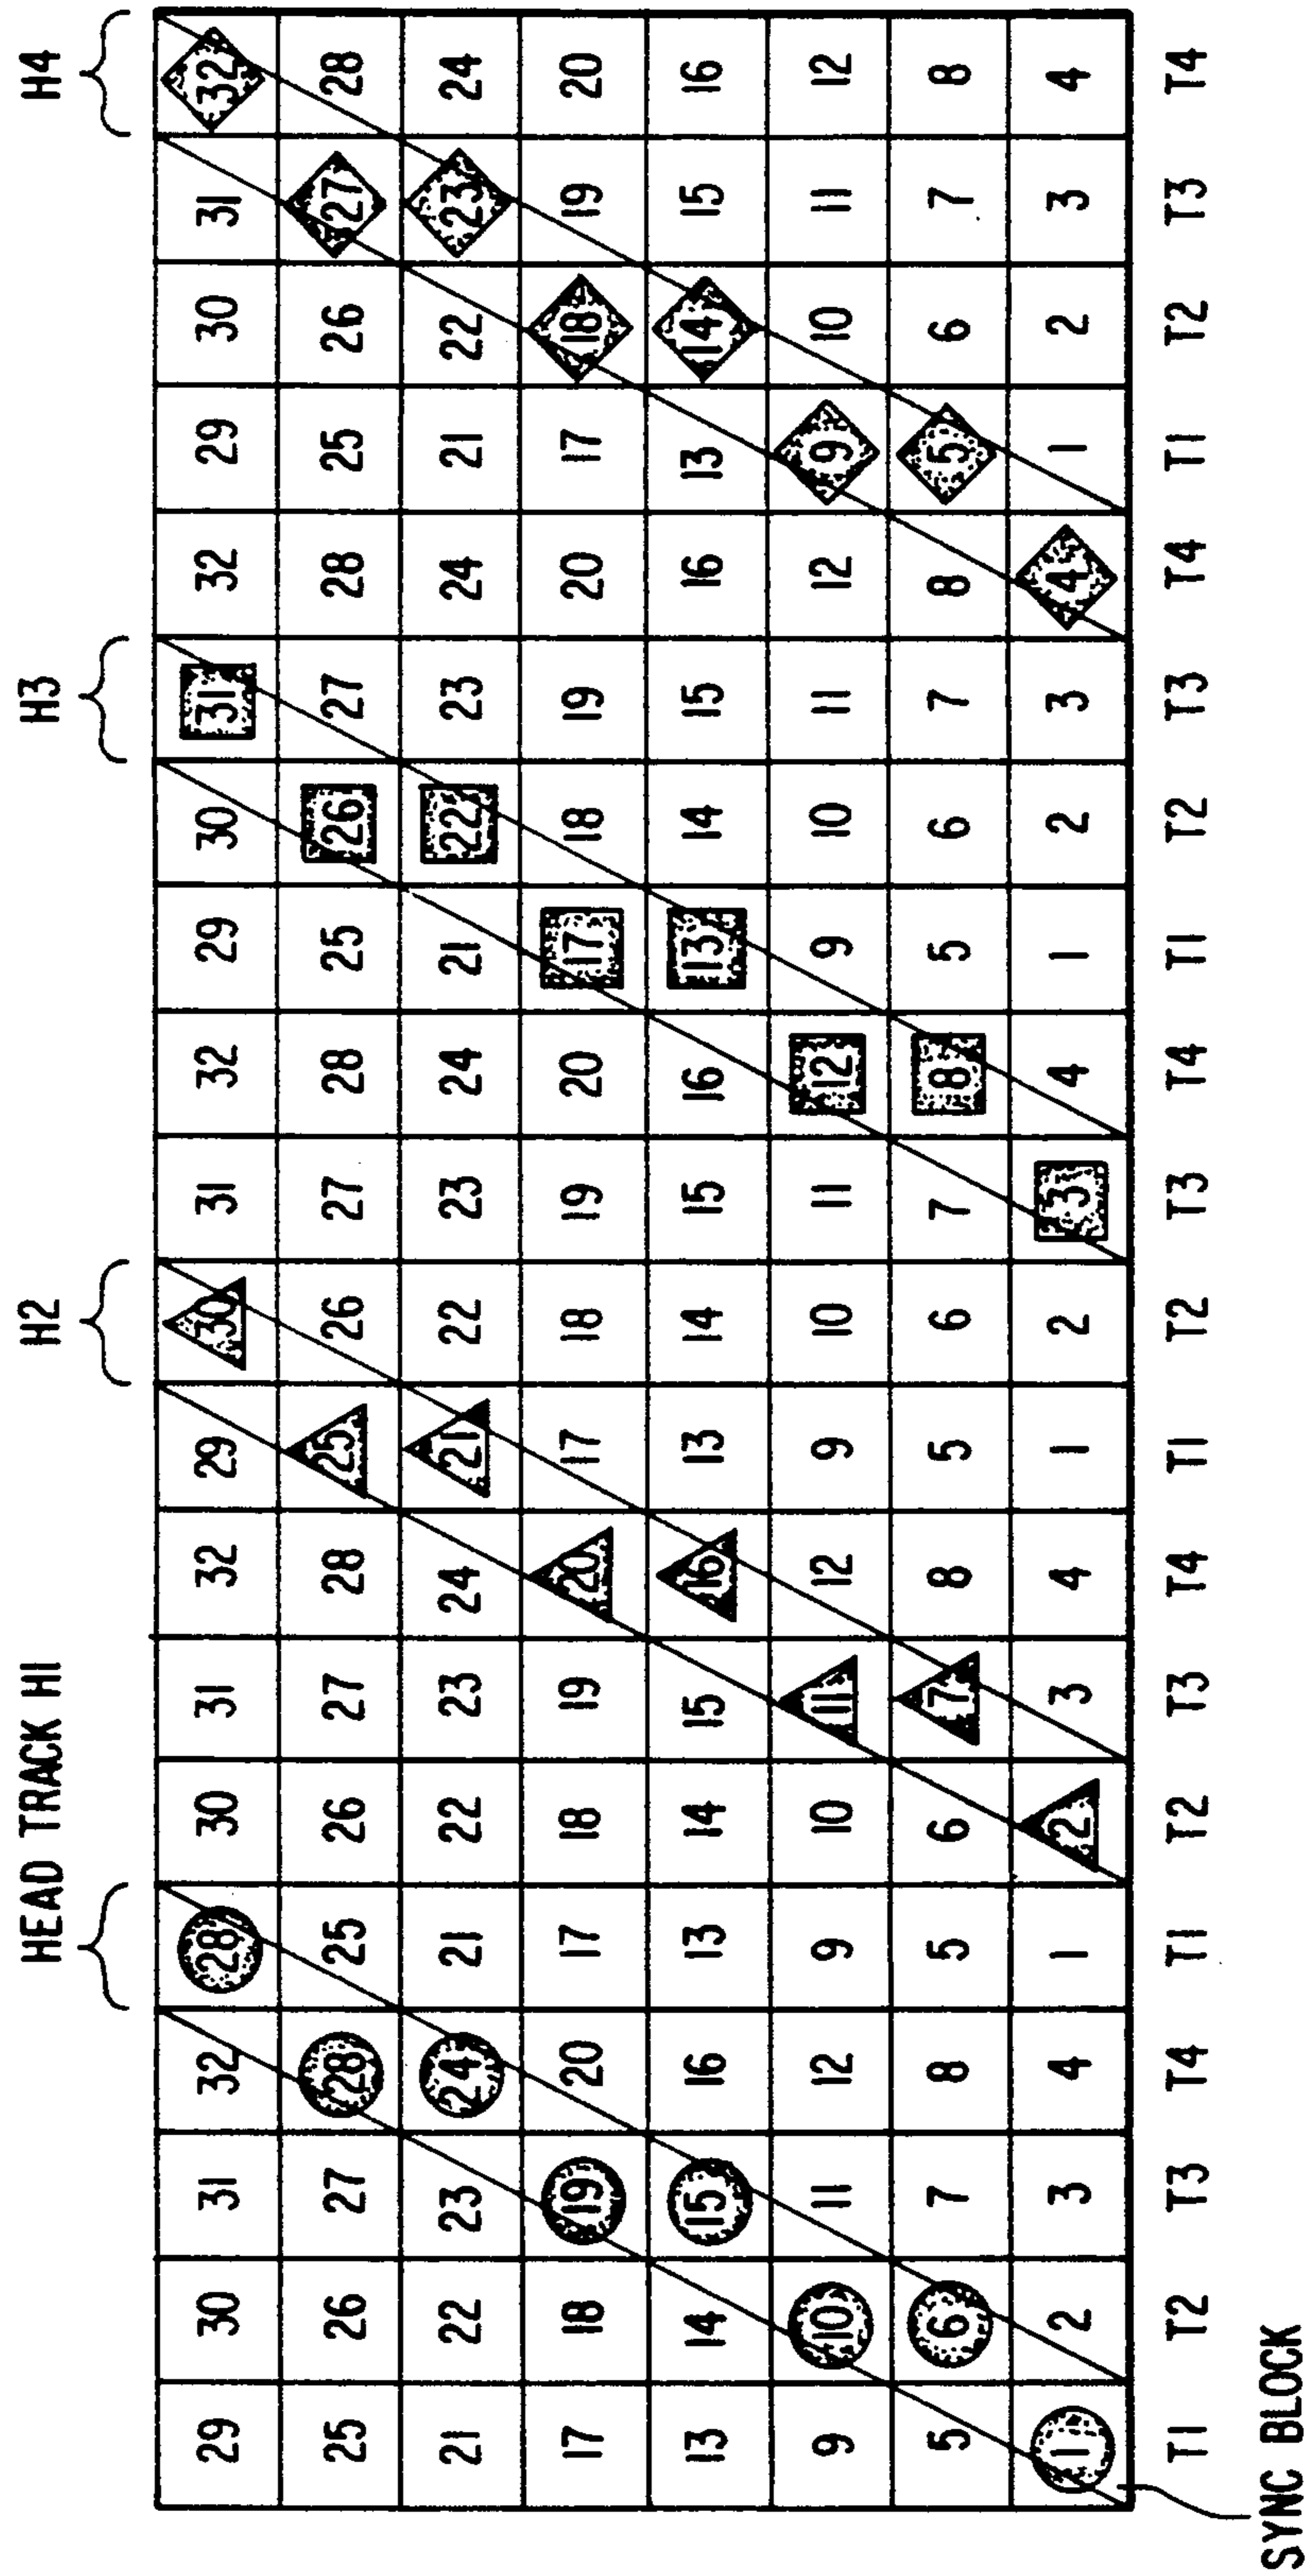 HEAD TRACK H1 H2 H3 H4
29 30 31 32 28 30 31 32 29 30 31 32 29 30 31 32 29 30 31 32
25 26 27 28 25 26 27 28 25 26 27 28 25 26 27 28 25 26 27 28
21 22 23 24 21 22 23 24 21 22 23 24 21 22 23 24 21 22 23 24
17 18 19 20 17 18 19 20 17 18 19 20 17 18 19 20 17 18 19 20
13 14 15 16 13 14 15 16 13 14 15 16 13 14 15 16 13 14 15 16
9 10 11 12 9 10 11 12 9 10 11 12 9 10 11 12 9 10 11 12
5 6 7 8 5 6 7 8 5 6 7 8 5 6 7 8 5 6 7 8
1 2 3 4 1 2 3 4 1 2 3 4 1 2 3 4 1 2 3 4
T1 T2 T3 T4 T1 T2 T3 T4 T1 T2 T3 T4 T1 T2 T3 T4 T1 T2 T3 T4
SYNC BLOCK